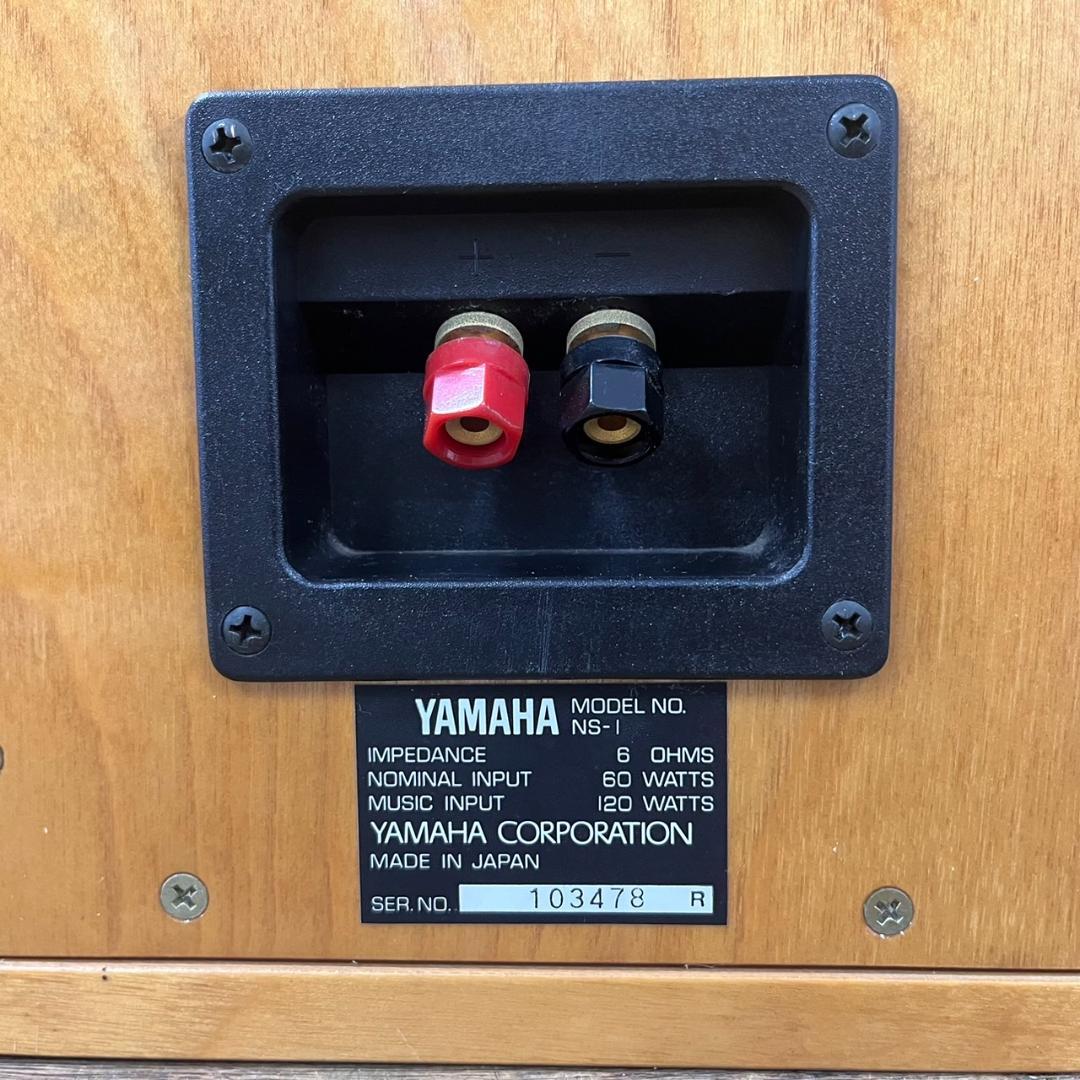 + −
YAMAHA MODEL NO. NS-1
IMPEDANCE 6 OHMS
NOMINAL INPUT 60 WATTS
MUSIC INPUT 120 WATTS
YAMAHA CORPORATION
MADE IN JAPAN
SER. NO. 103478 R